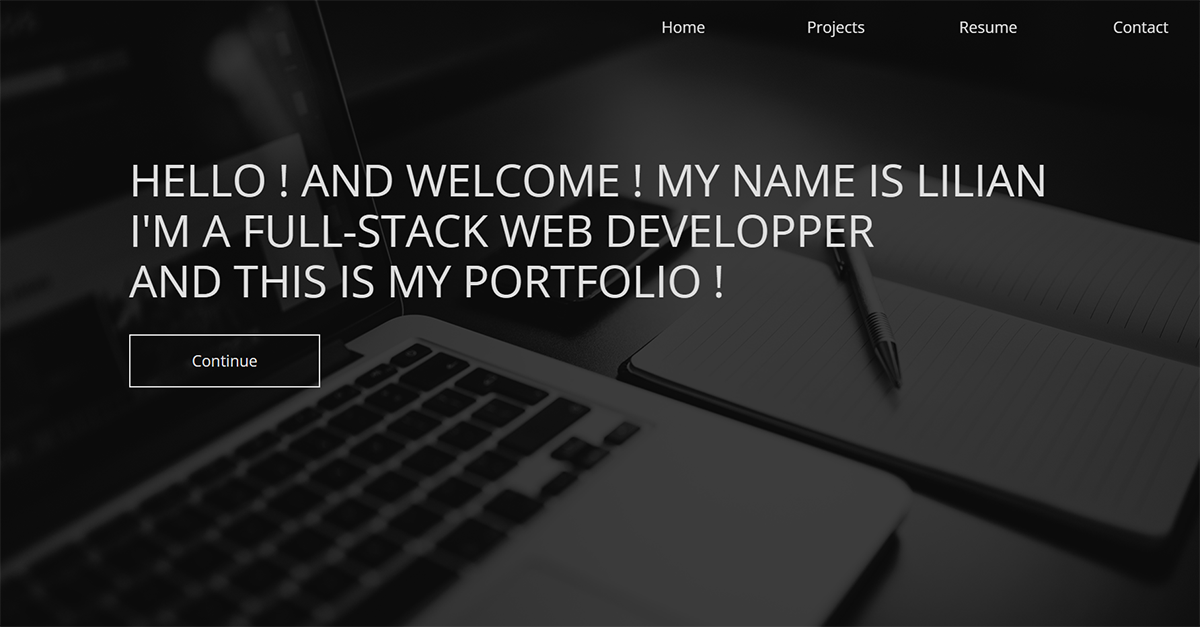 Home Projects Resume Contact
HELLO ! AND WELCOME ! MY NAME IS LILIAN
I'M A FULL-STACK WEB DEVELOPPER
AND THIS IS MY PORTFOLIO !
Continue